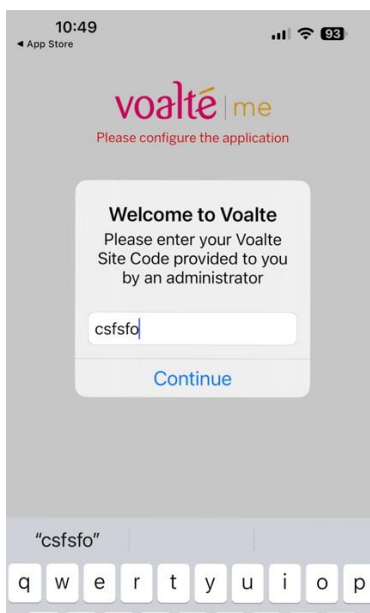 10:49
93
◄ App Store
voalté | me
Please configure the application
Welcome to Voalte
Please enter your Voalte
Site Code provided to you
by an administrator
csfsfo
Continue
“csfsfo”
q w e r t y u i o p